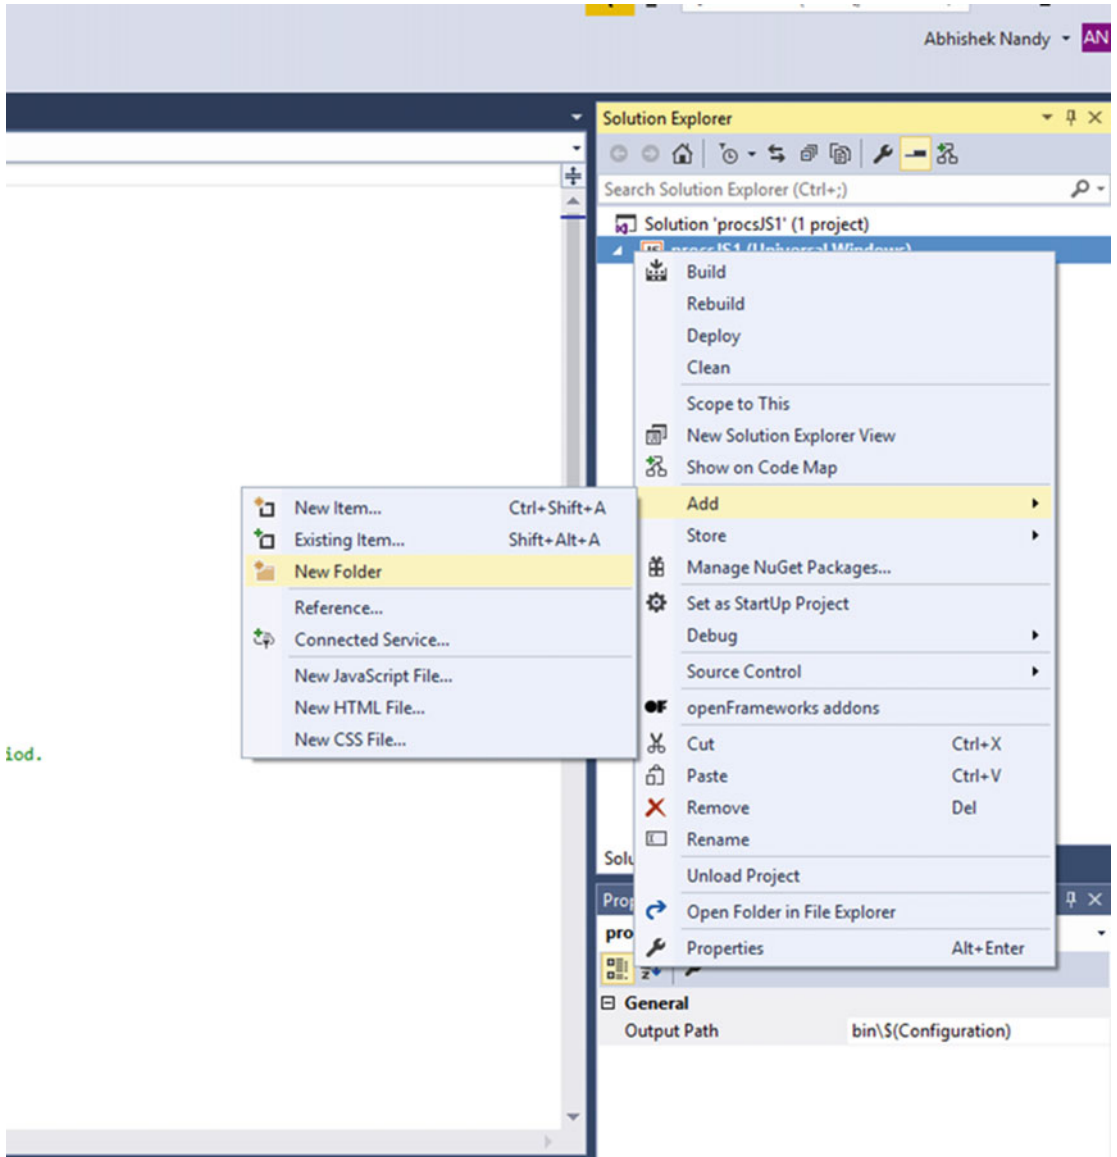 Abhishek Nandy AN
Solution Explorer
Search Solution Explorer (Ctrl+;)
Solution 'procsJS1' (1 project)
procsJS1 (Universal Windows)
Build
Rebuild
Deploy
Clean
Scope to This
New Solution Explorer View
Show on Code Map
Add
Store
Manage NuGet Packages...
Set as StartUp Project
Debug
Source Control
OF openFrameworks addons
Cut Ctrl+X
Paste Ctrl+V
Remove Del
Rename
Unload Project
Open Folder in File Explorer
Properties Alt+Enter
New Item... Ctrl+Shift+A
Existing Item... Shift+Alt+A
New Folder
Reference...
Connected Service...
New JavaScript File...
New HTML File...
New CSS File...
iod.
Solu
Prop
pro
General
Output Path bin\$(Configuration)